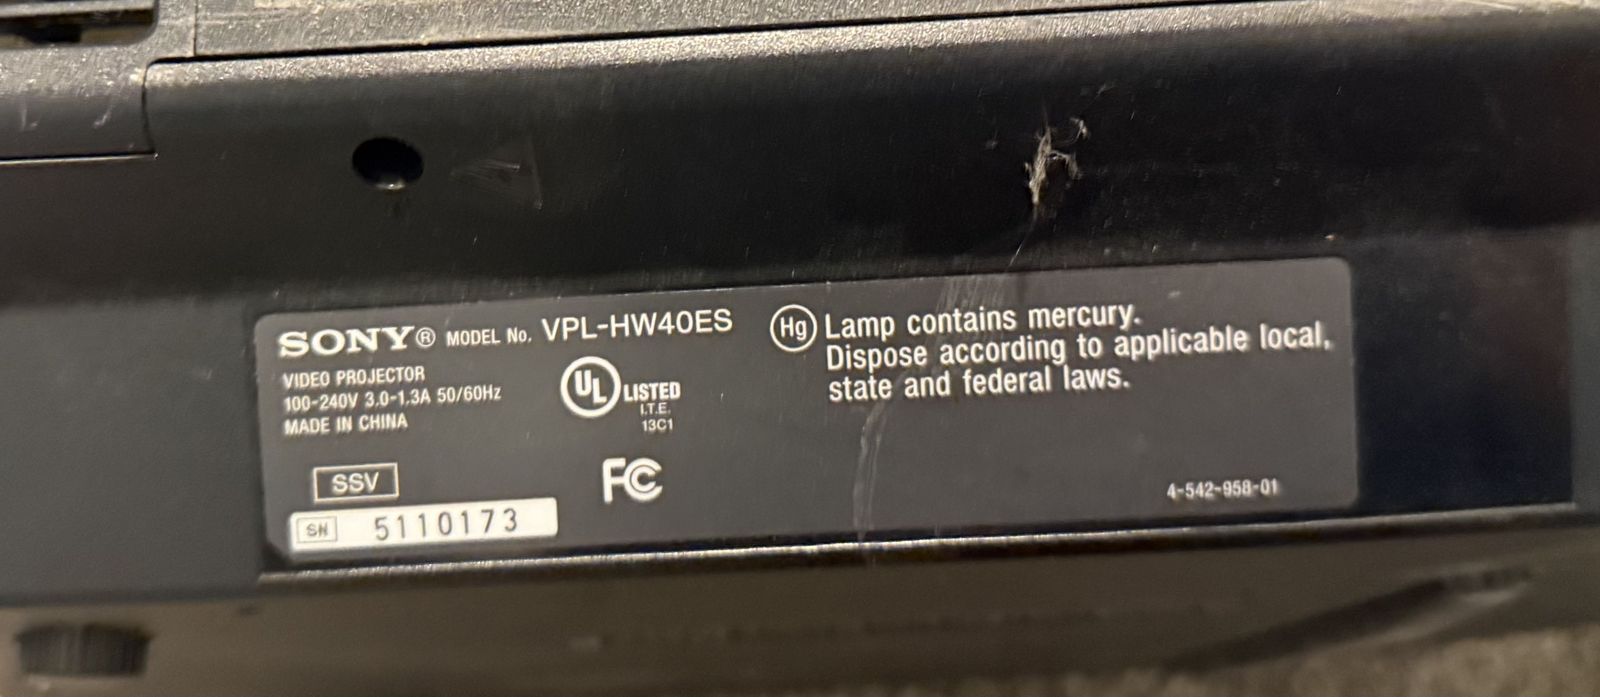 SONY® MODEL No. VPL-HW40ES
VIDEO PROJECTOR
100-240V 3.0-1.3A 50/60Hz
MADE IN CHINA
UL LISTED
I.T.E.
13C1
SSV
FC
SN 5110173
Hg Lamp contains mercury.
Dispose according to applicable local,
state and federal laws.
4-542-958-01